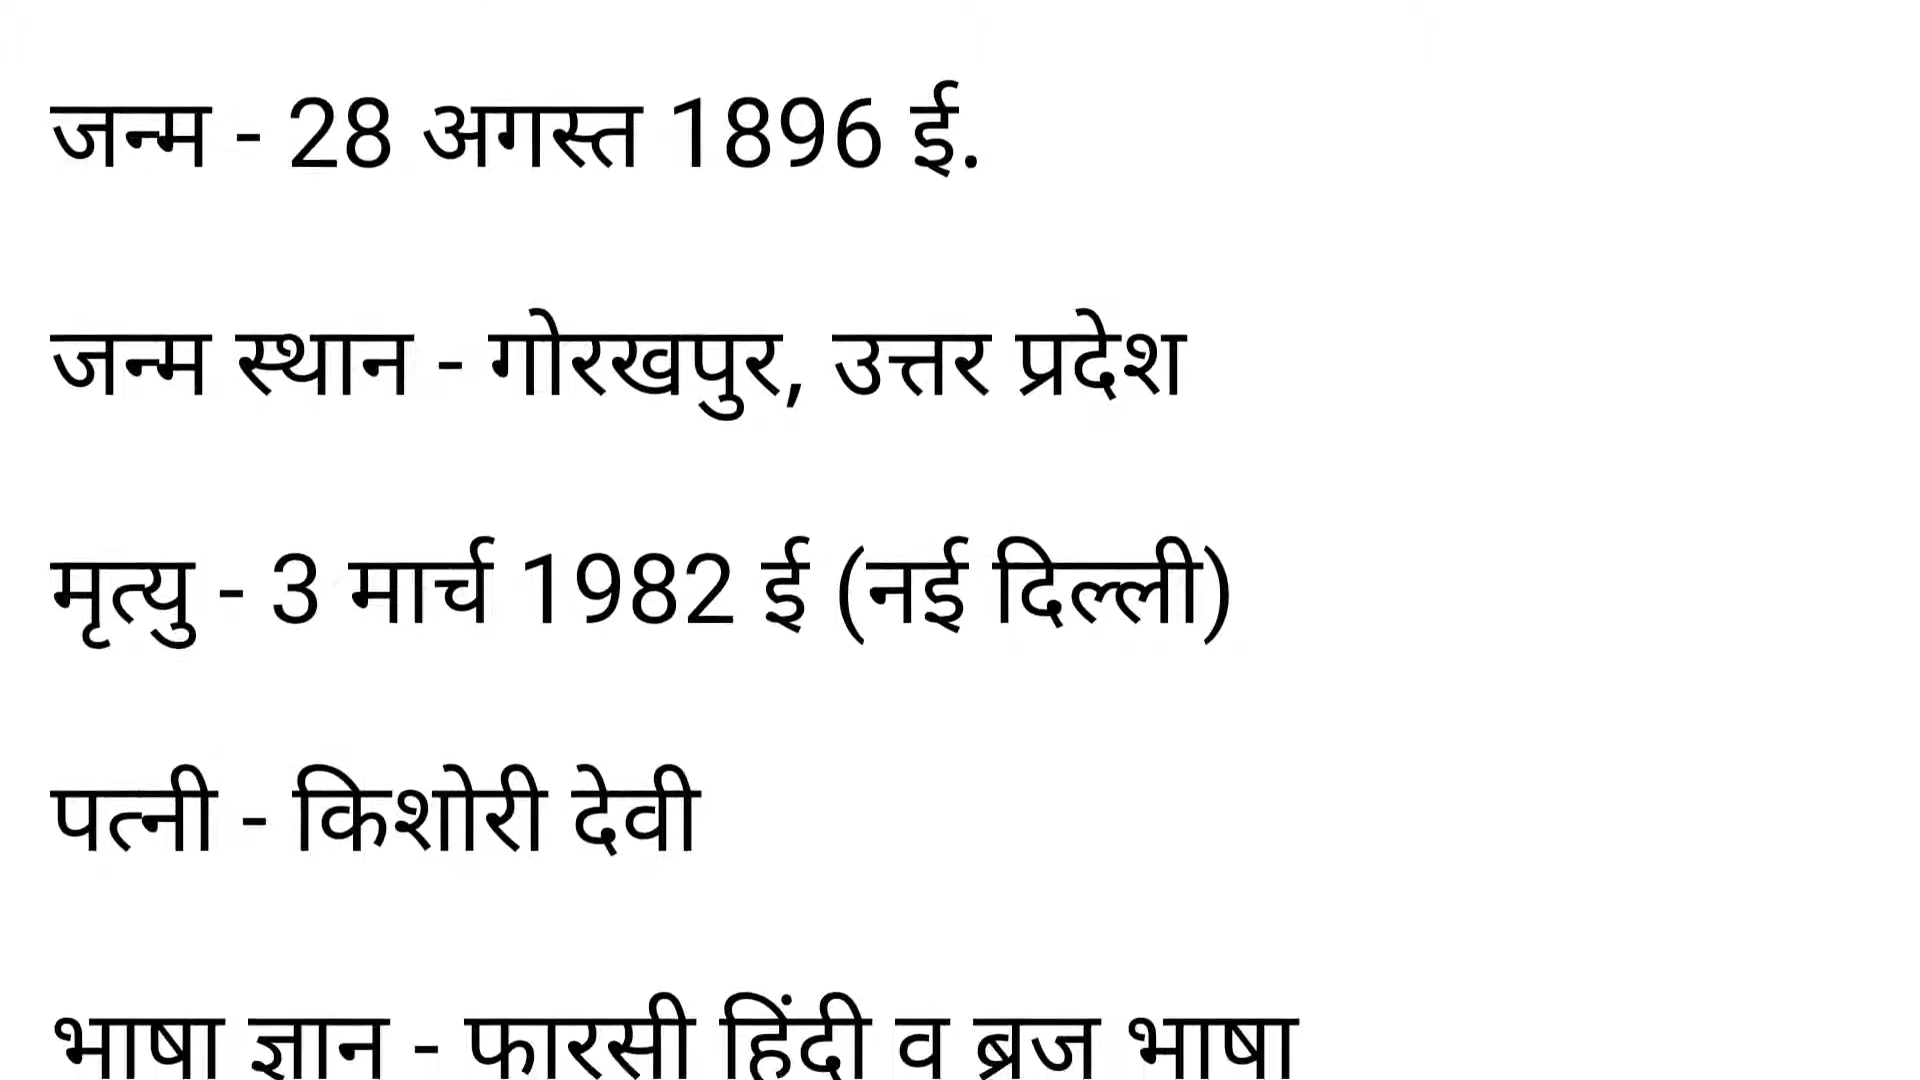 जन्म - 28 अगस्त 1896 ई.
जन्म स्थान - गोरखपुर, उत्तर प्रदेश
मृत्यु - 3 मार्च 1982 ई (नई दिल्ली)
पत्नी - किशोरी देवी
भाषा ज्ञान - फारसी हिंदी व ब्रज भाषा